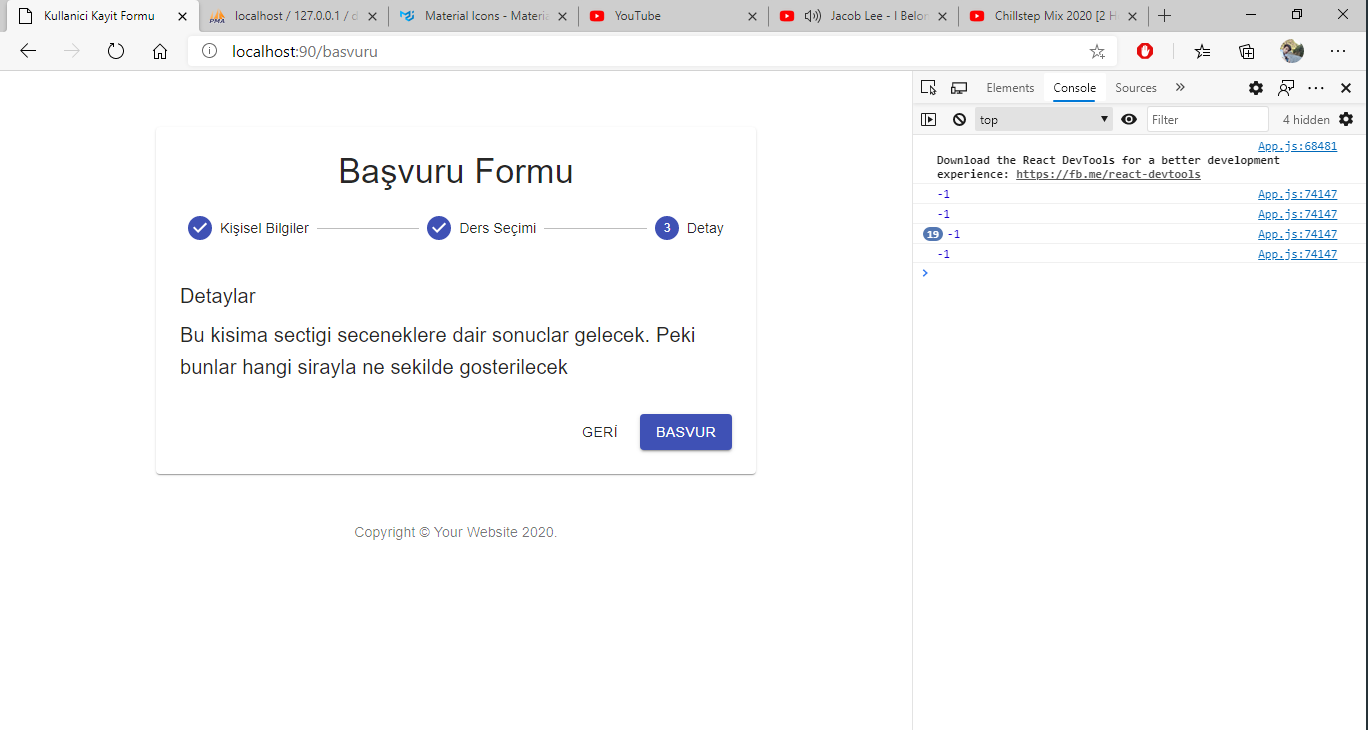 Kullanici Kayit Formu
localhost / 127.0.0.1 / d
Material Icons - Materia
YouTube
Jacob Lee - I Belon
Chillstep Mix 2020 [2 H
localhost:90/basvuru
Elements Console Sources
top Filter 4 hidden
App.js:68481
Download the React DevTools for a better development
experience: https://fb.me/react-devtools
-1 App.js:74147
-1 App.js:74147
19 -1 App.js:74147
-1 App.js:74147
Başvuru Formu
Kişisel Bilgiler Ders Seçimi 3 Detay
Detaylar
Bu kisima sectigi seceneklere dair sonuclar gelecek. Peki
bunlar hangi sirayla ne sekilde gosterilecek
GERİ BASVUR
Copyright © Your Website 2020.